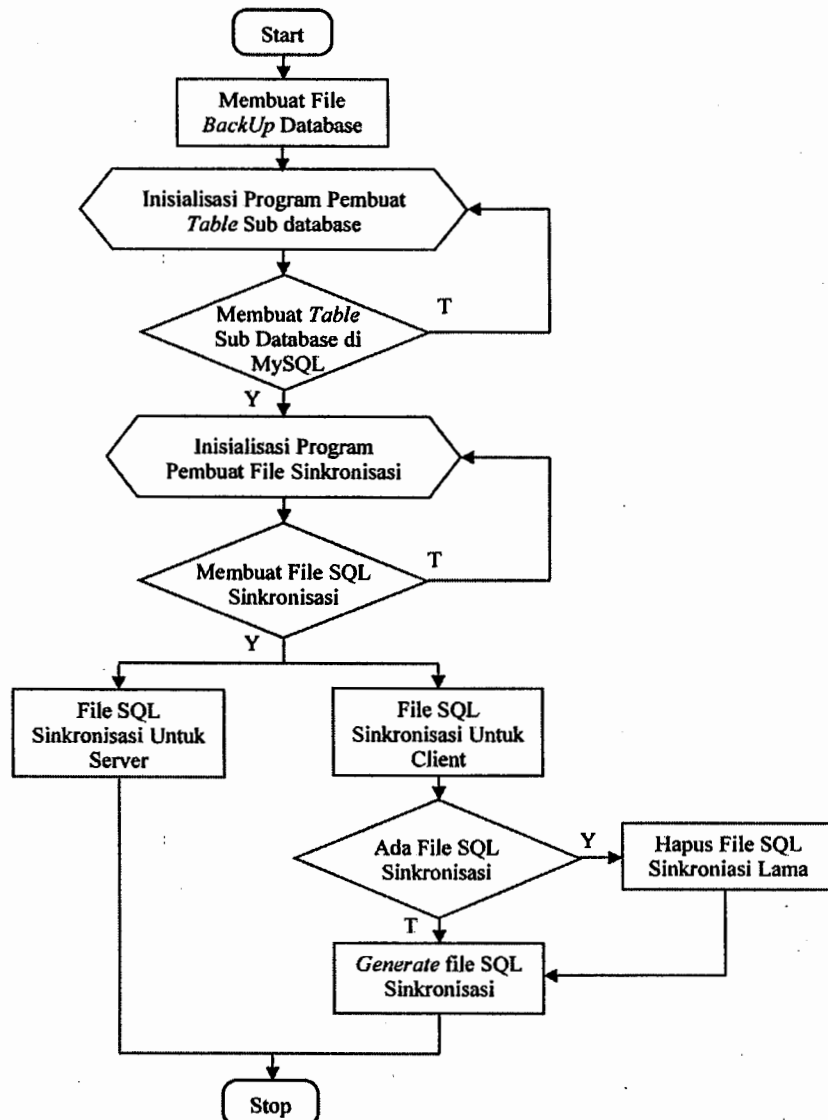 Start
Membuat File
BackUp Database
Inisialisasi Program Pembuat
Table Sub database
Membuat Table
Sub Database di
MySQL
T
Y
Inisialisasi Program
Pembuat File Sinkronisasi
Membuat File SQL
Sinkronisasi
T
Y
File SQL
Sinkronisasi Untuk
Server
File SQL
Sinkronisasi Untuk
Client
Ada File SQL
Sinkronisasi
Y
Hapus File SQL
Sinkroniasi Lama
T
Generate file SQL
Sinkronisasi
Stop